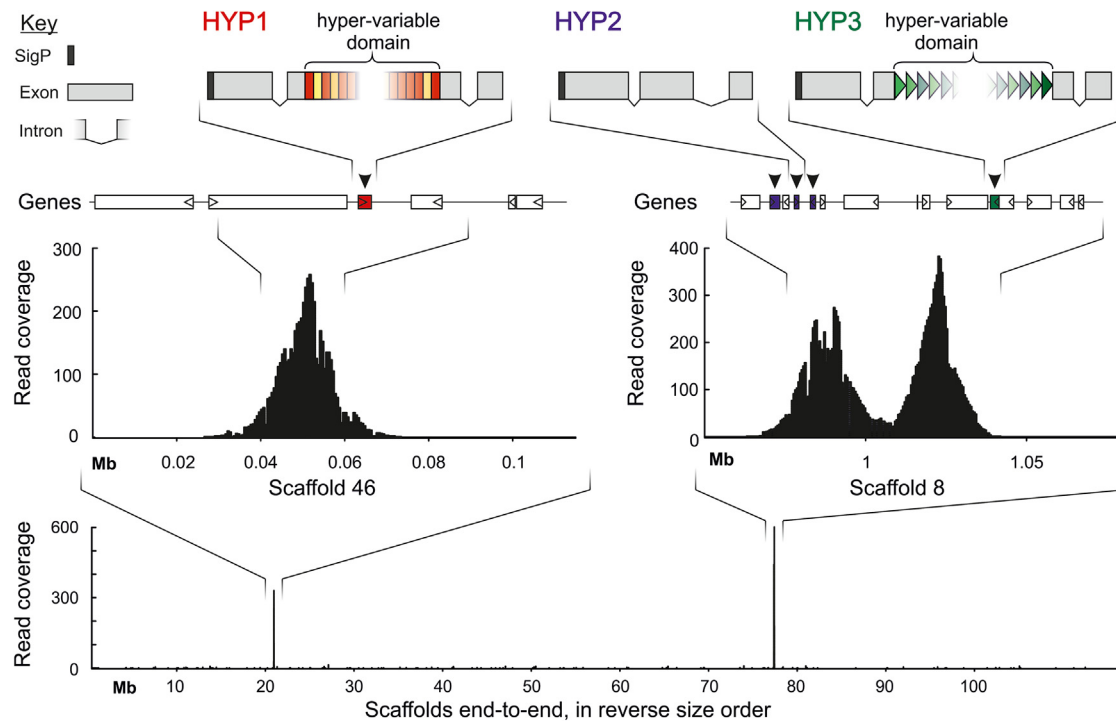 Key
SigP
Exon
Intron
HYP1
hyper-variable
domain
HYP2
HYP3
hyper-variable
domain
Genes
Genes
Read coverage
300
200
100
0
Mb
0.02
0.04
0.06
0.08
0.1
Scaffold 46
Read coverage
400
300
200
100
0
Mb
1
1.05
Scaffold 8
Read coverage
600
300
0
Mb
10
20
30
40
50
60
70
80
90
100
Scaffolds end-to-end, in reverse size order